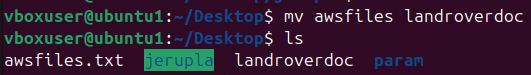 vboxuser@ubuntu1:~/Desktop$ mv awsfiles landroverdoc
vboxuser@ubuntu1:~/Desktop$ ls
awsfiles.txt  jerupla  landroverdoc  param